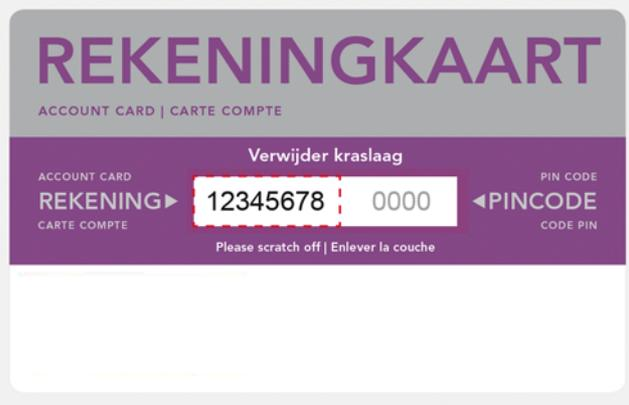 REKENINGKAART
ACCOUNT CARD | CARTE COMPTE
Verwijder kraslaag
ACCOUNT CARD
REKENING▶
CARTE COMPTE
12345678 0000
PIN CODE
◀PINCODE
CODE PIN
Please scratch off | Enlever la couche